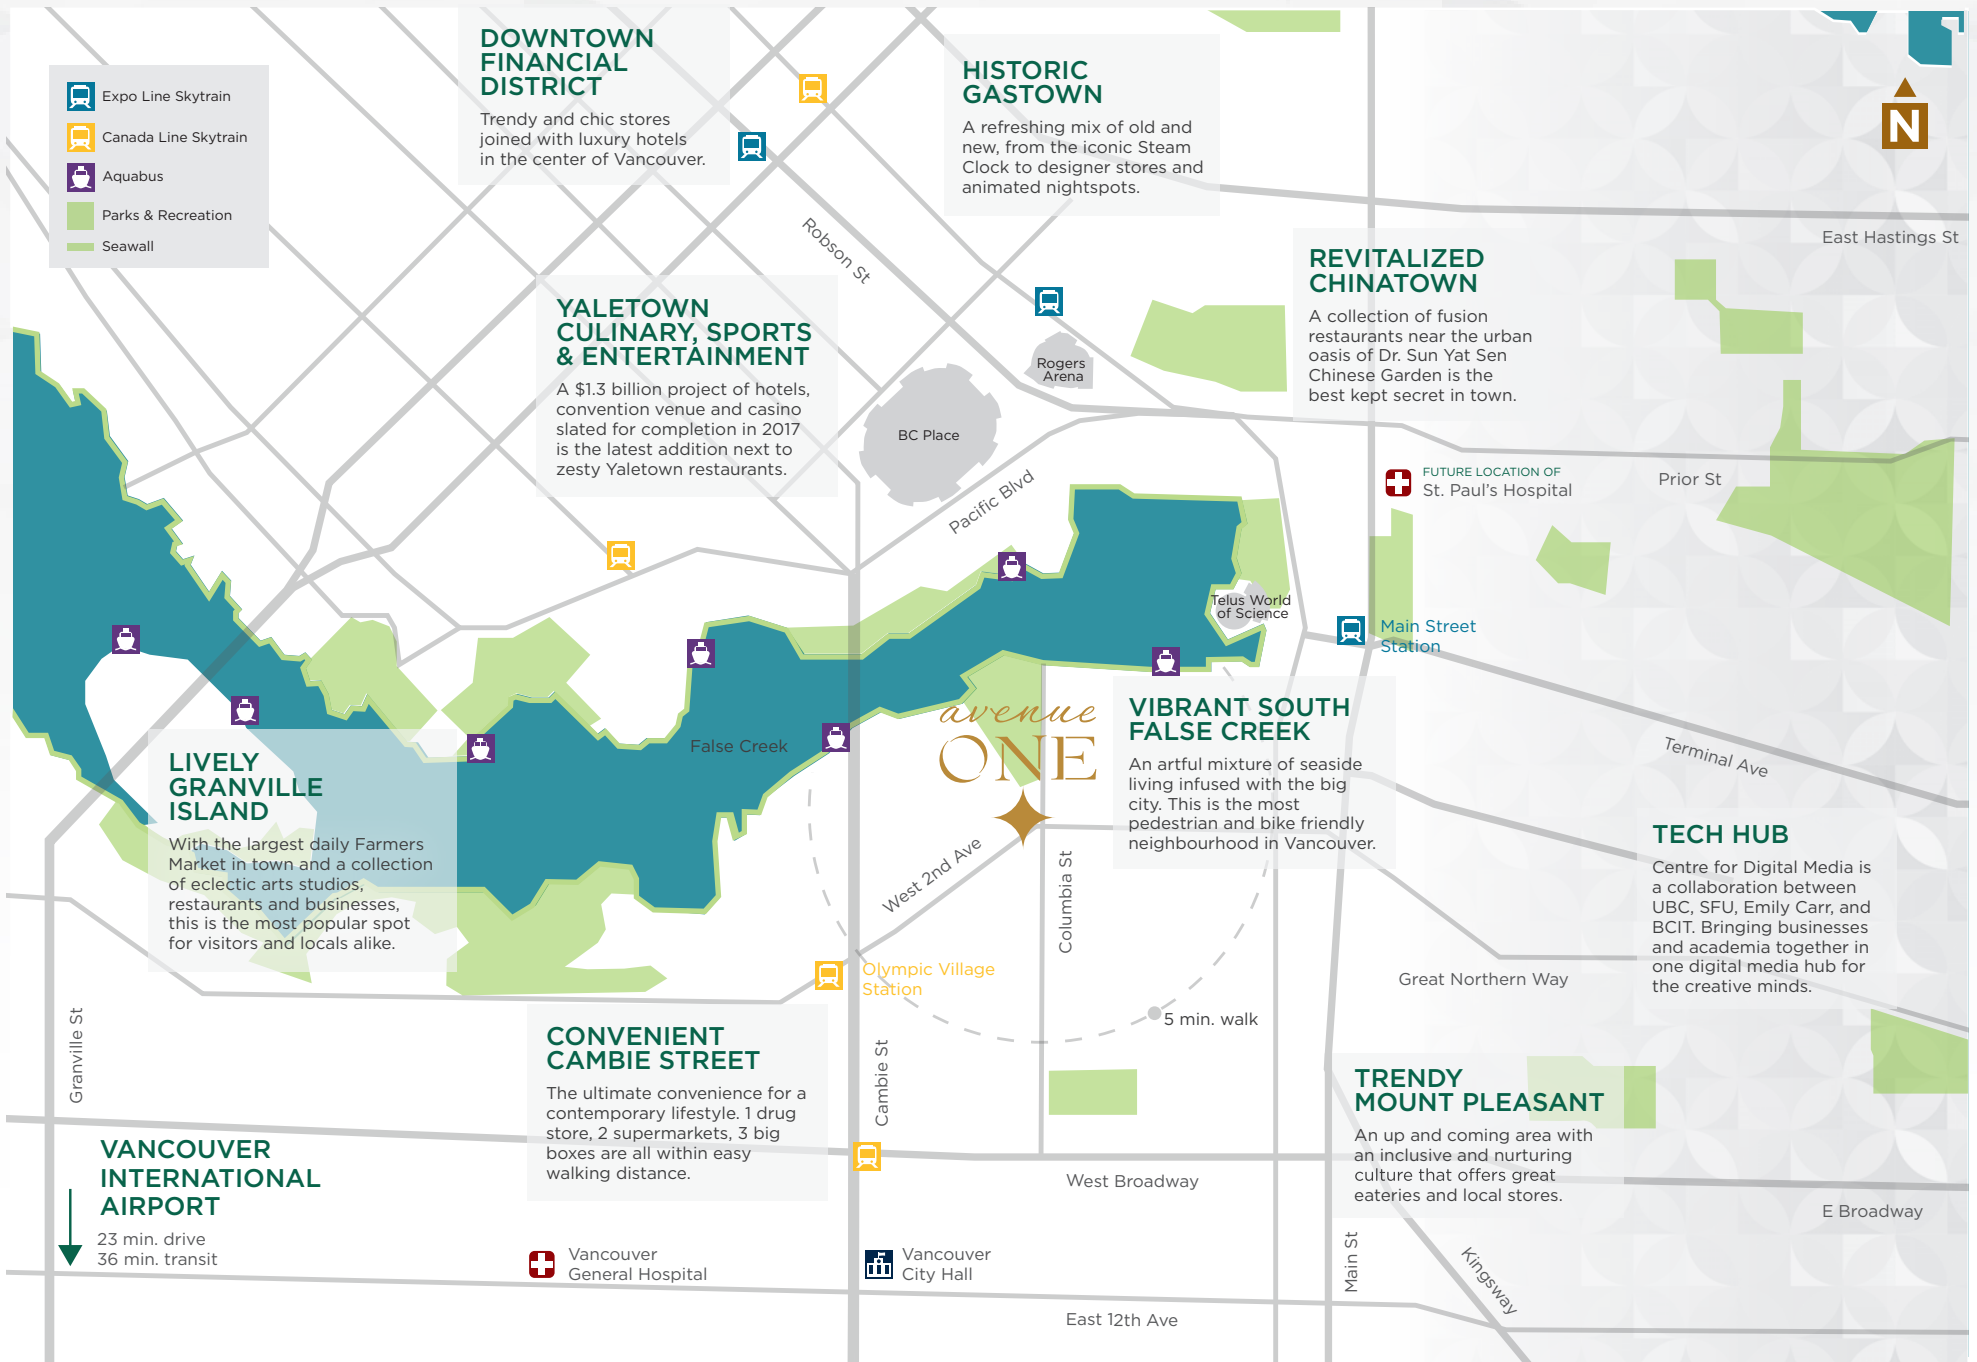 Expo Line Skytrain
Canada Line Skytrain
Aquabus
Parks & Recreation
Seawall
DOWNTOWN
FINANCIAL
DISTRICT
Trendy and chic stores
joined with luxury hotels
in the center of Vancouver.
HISTORIC
GASTOWN
A refreshing mix of old and
new, from the iconic Steam
Clock to designer stores and
animated nightspots.
N
Robson St
East Hastings St
REVITALIZED
CHINATOWN
A collection of fusion
restaurants near the urban
oasis of Dr. Sun Yat Sen
Chinese Garden is the
best kept secret in town.
YALETOWN
CULINARY, SPORTS
& ENTERTAINMENT
A $1.3 billion project of hotels,
convention venue and casino
slated for completion in 2017
is the latest addition next to
zesty Yaletown restaurants.
Rogers
Arena
BC Place
Pacific Blvd
FUTURE LOCATION OF
St. Paul's Hospital
Prior St
Telus World
of Science
Main Street
Station
avenue
ONE
VIBRANT SOUTH
FALSE CREEK
An artful mixture of seaside
living infused with the big
city. This is the most
pedestrian and bike friendly
neighbourhood in Vancouver.
False Creek
Terminal Ave
LIVELY
GRANVILLE
ISLAND
With the largest daily Farmers
Market in town and a collection
of eclectic arts studios,
restaurants and businesses,
this is the most popular spot
for visitors and locals alike.
West 2nd Ave
Columbia St
TECH HUB
Centre for Digital Media is
a collaboration between
UBC, SFU, Emily Carr, and
BCIT. Bringing businesses
and academia together in
one digital media hub for
the creative minds.
Olympic Village
Station
Great Northern Way
5 min. walk
Granville St
CONVENIENT
CAMBIE STREET
The ultimate convenience for a
contemporary lifestyle. 1 drug
store, 2 supermarkets, 3 big
boxes are all within easy
walking distance.
Cambie St
TRENDY
MOUNT PLEASANT
An up and coming area with
an inclusive and nurturing
culture that offers great
eateries and local stores.
VANCOUVER
INTERNATIONAL
AIRPORT
23 min. drive
36 min. transit
West Broadway
E Broadway
Vancouver
General Hospital
Vancouver
City Hall
Main St
Kingsway
East 12th Ave